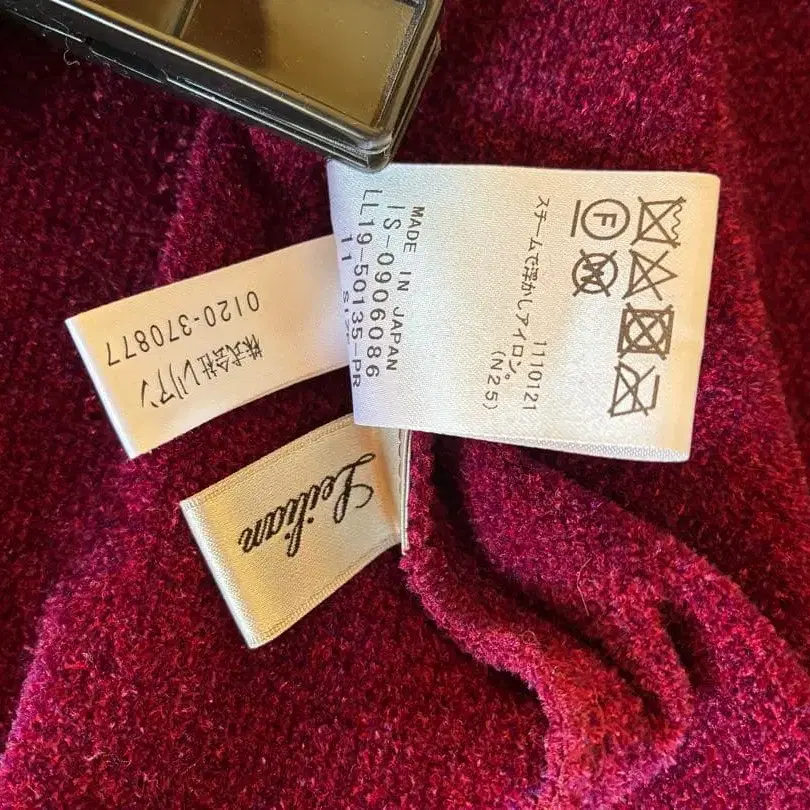 スチームで浮かしアイロン。
1110121
(N25)
MADE IN JAPAN
IS-0906086
LL19-50135-PR
11 SIZE
株式会社レリアン
0120-370877
Leilian
F
W